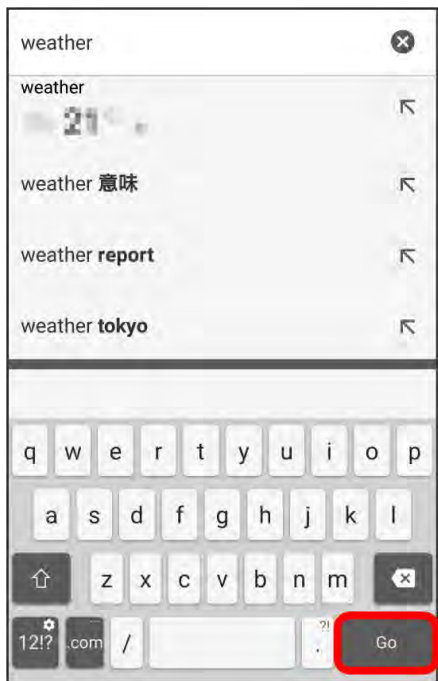 weather
weather
21°
weather 意味
weather report
weather tokyo
q w e r t y u i o p
a s d f g h j k l
z x c v b n m
12!? .com / . ?! Go